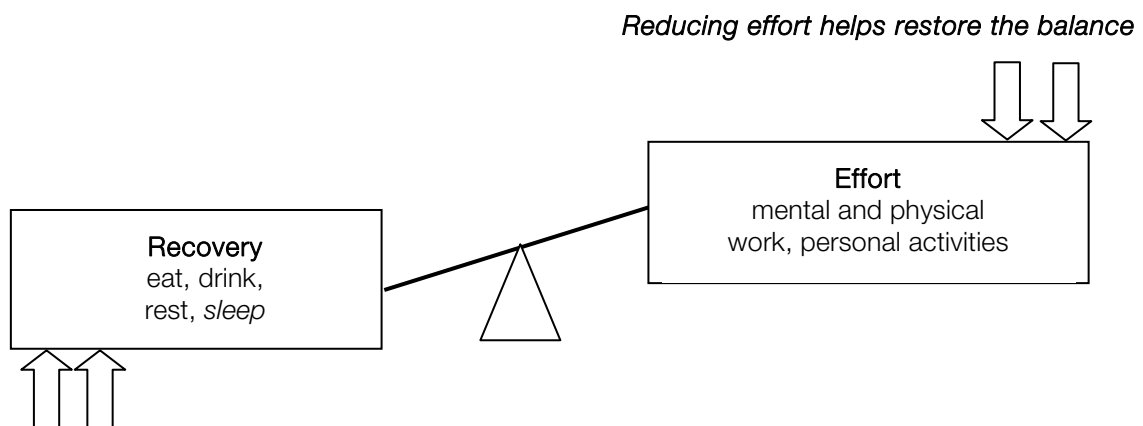 Reducing effort helps restore the balance
Effort
mental and physical
work, personal activities
Recovery
eat, drink,
rest, sleep